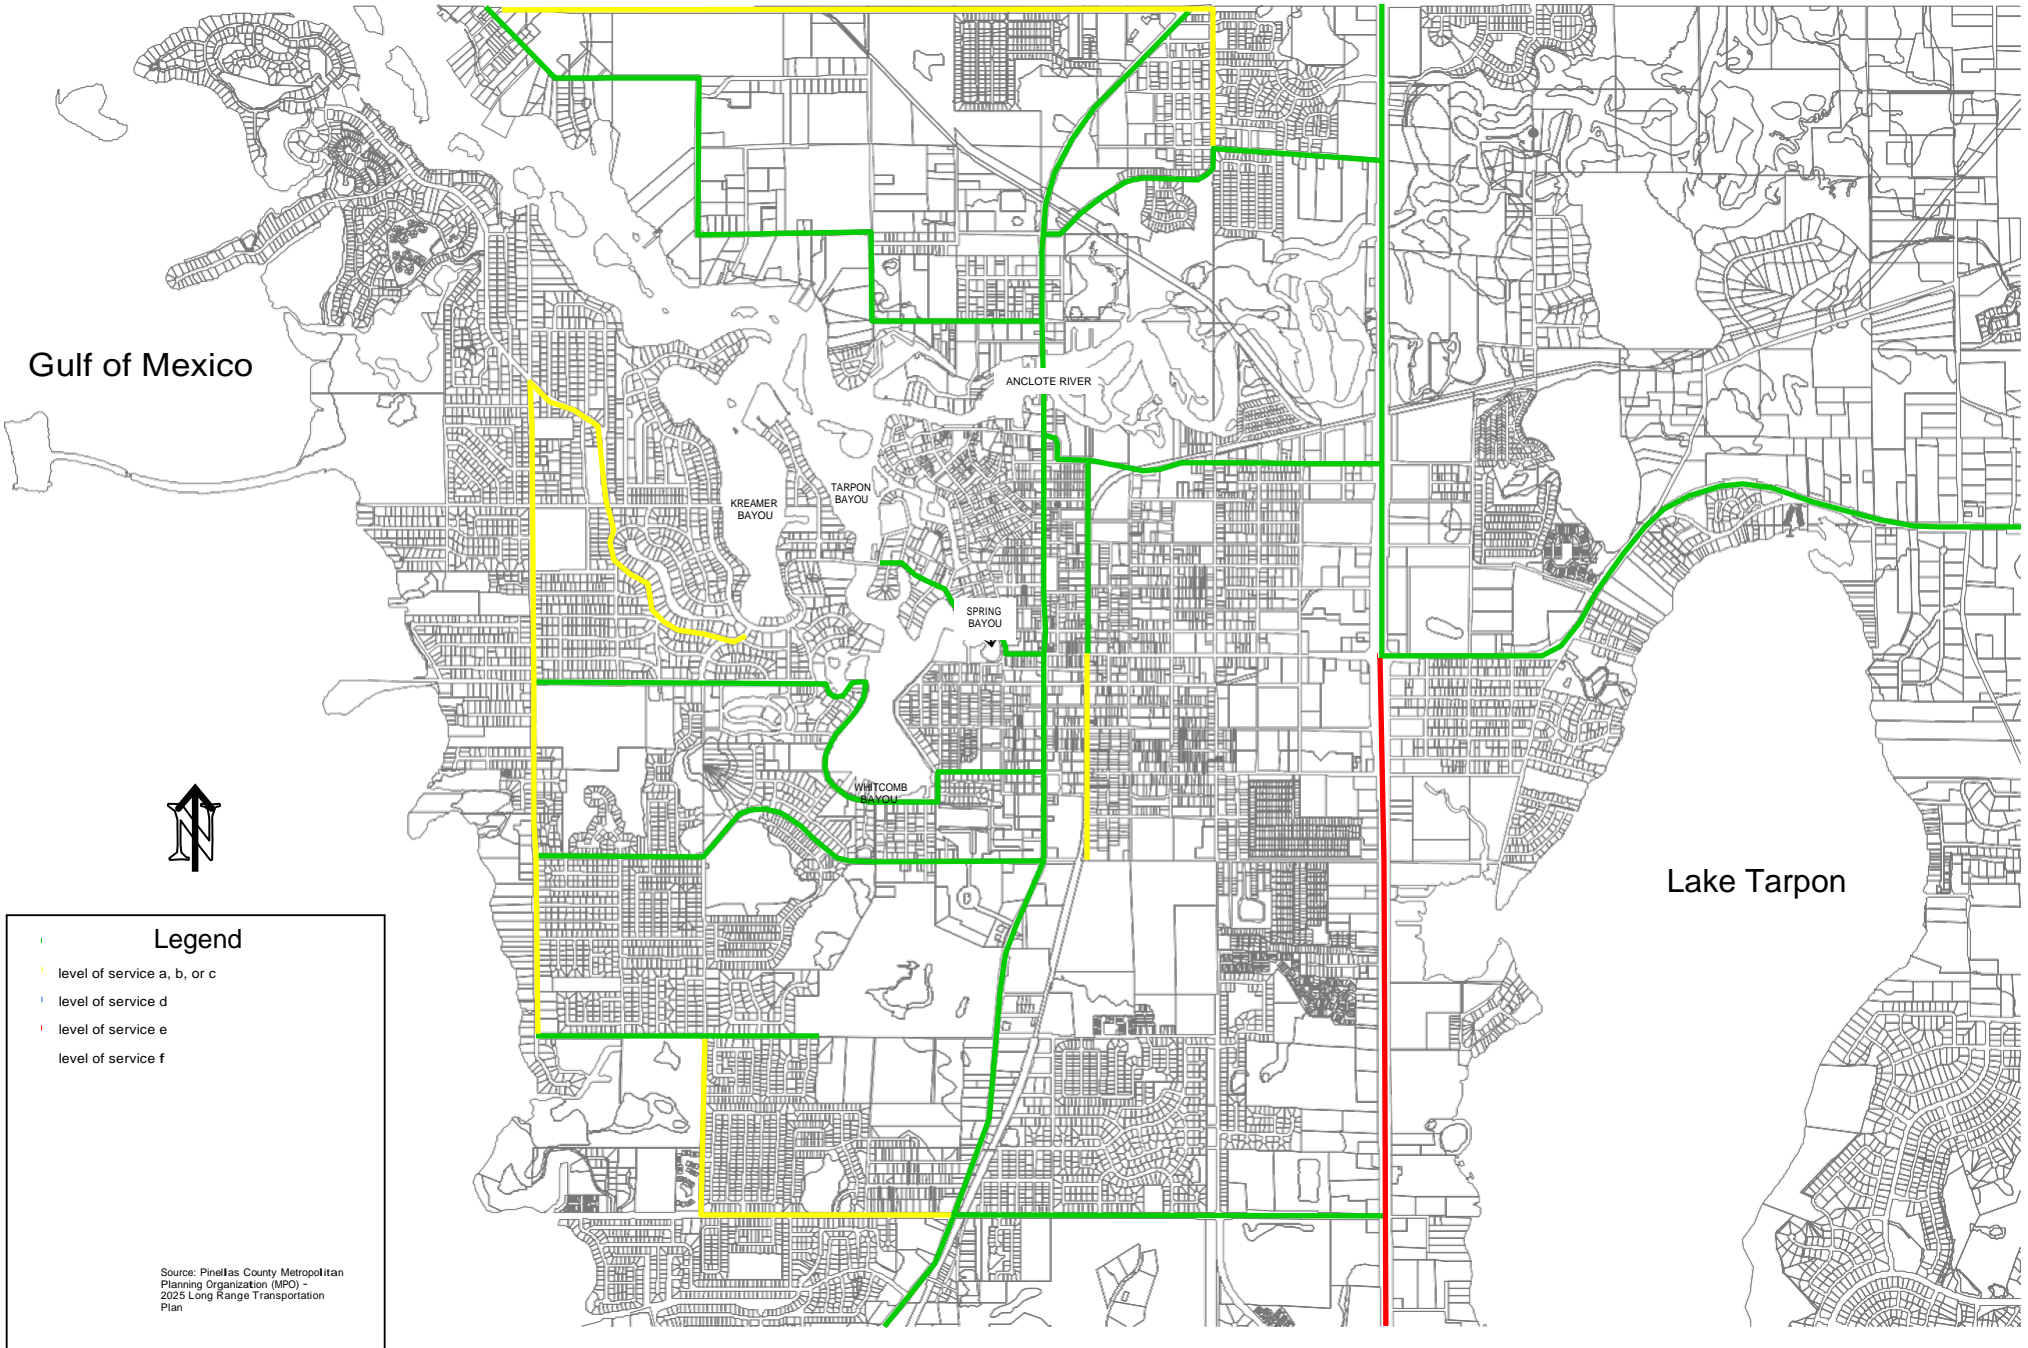 Gulf of Mexico
ANCLOTE RIVER
KREAMER
BAYOU
TARPON
BAYOU
SPRING
BAYOU
WHITCOMB
BAYOU
Lake Tarpon
N
Legend
level of service a, b, or c
level of service d
level of service e
level of service f
Source: Pinellas County Metropolitan
Planning Organization (MPO) -
2025 Long Range Transportation
Plan